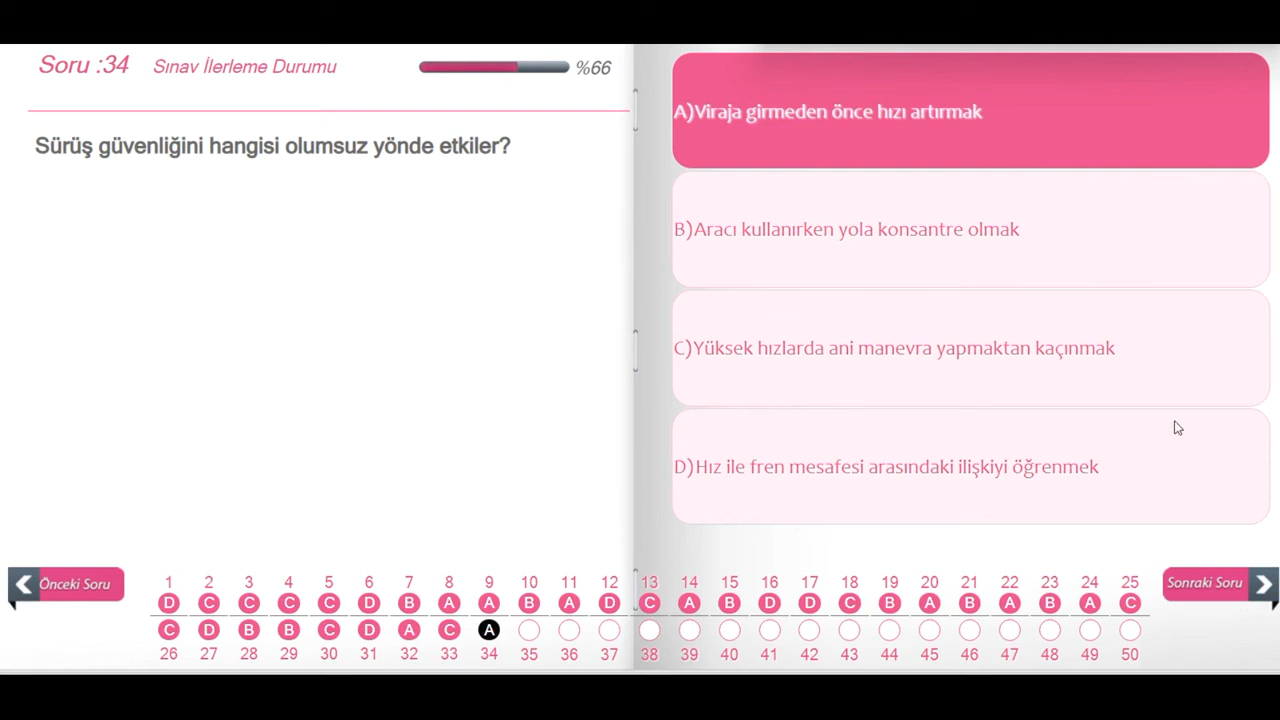 Soru :34 Sınav İlerleme Durumu %66
Sürüş güvenliğini hangisi olumsuz yönde etkiler?
A)Viraja girmeden önce hızı artırmak
B)Aracı kullanırken yola konsantre olmak
C)Yüksek hızlarda ani manevra yapmaktan kaçınmak
D)Hız ile fren mesafesi arasındaki ilişkiyi öğrenmek
Önceki Soru
1 2 3 4 5 6 7 8 9 10 11 12 13 14 15 16 17 18 19 20 21 22 23 24 25
D C C C C D B A A B A D C A B D D C B A B A B A C
C D B B C D A C A
26 27 28 29 30 31 32 33 34 35 36 37 38 39 40 41 42 43 44 45 46 47 48 49 50
Sonraki Soru